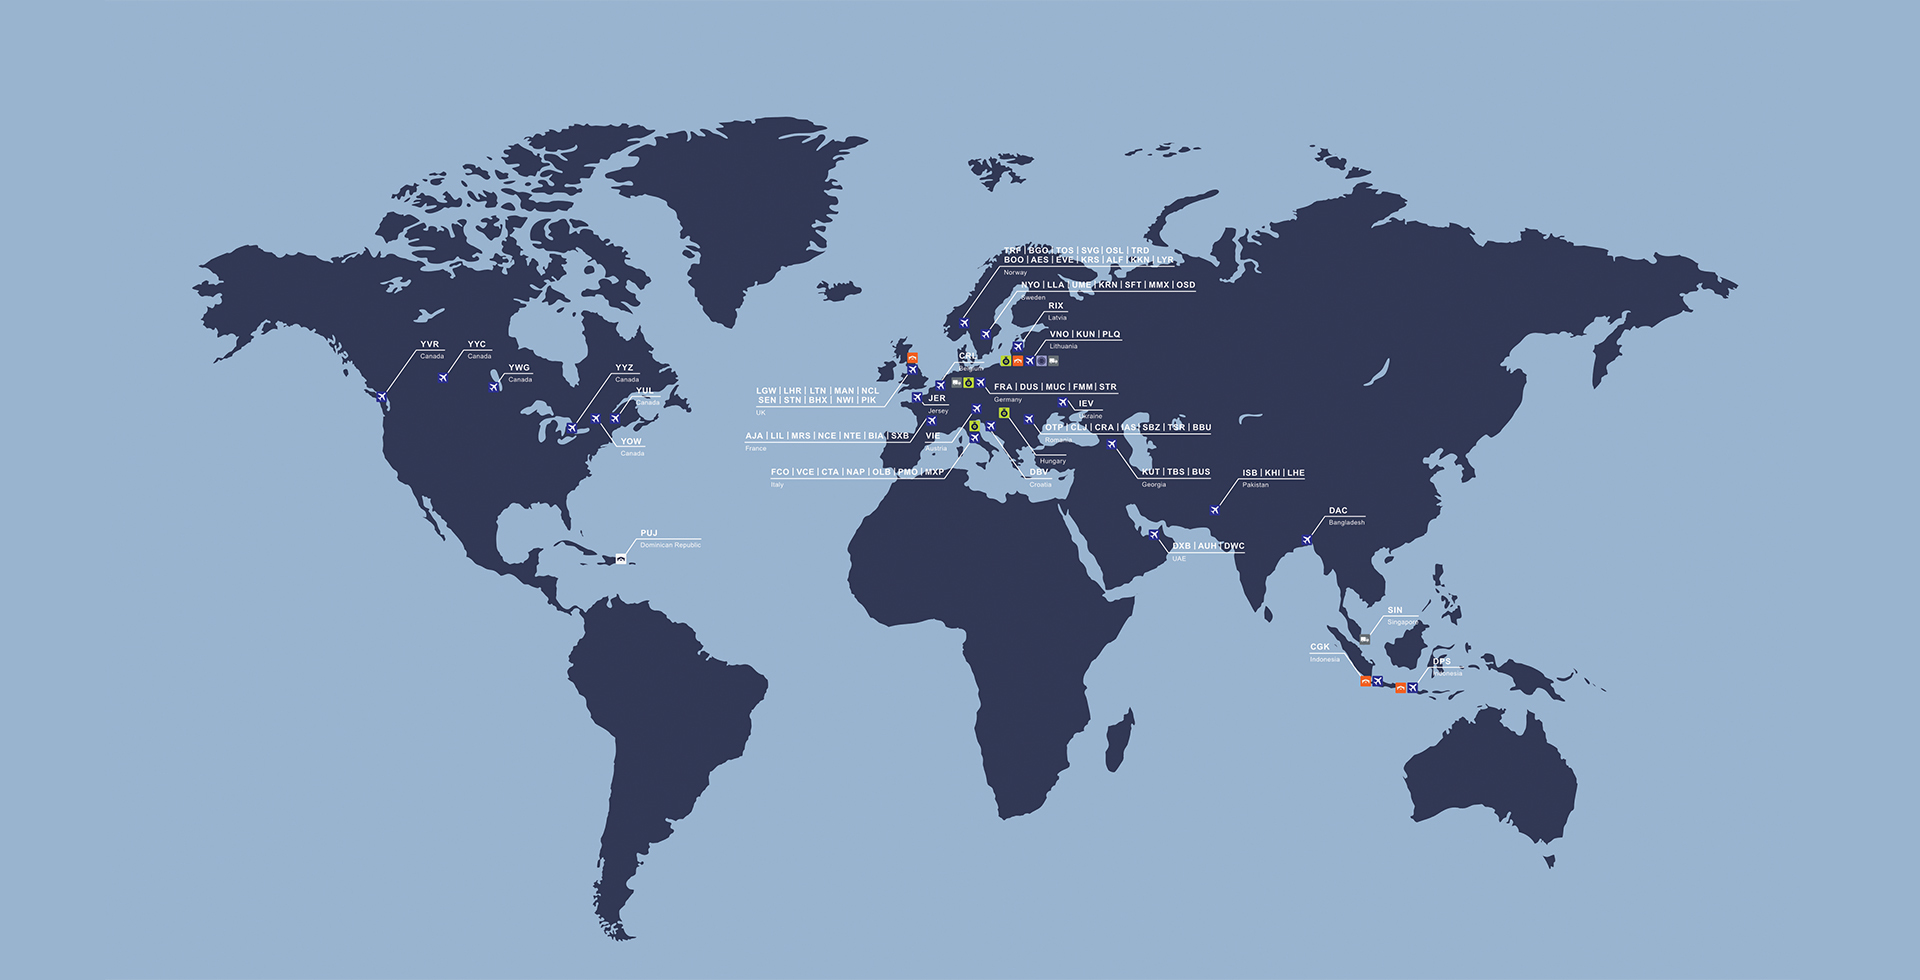 TRF | BGO | TOS | SVG | OSL | TRD
BOO | AES | EVE | KRS | ALF | KKN | LYR
Norway
NYO | LLA | UME | KRN | SFT | MMX | OSD
Sweden
RIX
Latvia
VNO | KUN | PLQ
Lithuania
YVR
Canada
YYC
Canada
YWG
Canada
YYZ
Canada
YUL
Canada
YOW
Canada
CRL
Belgium
LGW | LHR | LTN | MAN | NCL
SEN | STN | BHX | NWI | PIK
UK
JER
Jersey
FRA | DUS | MUC | FMM | STR
Germany
IEV
Ukraine
AJA | LIL | MRS | NCE | NTE | BIA | SXB
France
VIE
Austria
OTP | CLJ | CRA | IAS | SBZ | TSR | BBU
Romania
Hungary
FCO | VCE | CTA | NAP | OLB | PMO | MXP
Italy
DBV
Croatia
KUT | TBS | BUS
Georgia
ISB | KHI | LHE
Pakistan
DAC
Bangladesh
PUJ
Dominican Republic
DXB | AUH | DWC
UAE
SIN
Singapore
CGK
Indonesia
DPS
Indonesia